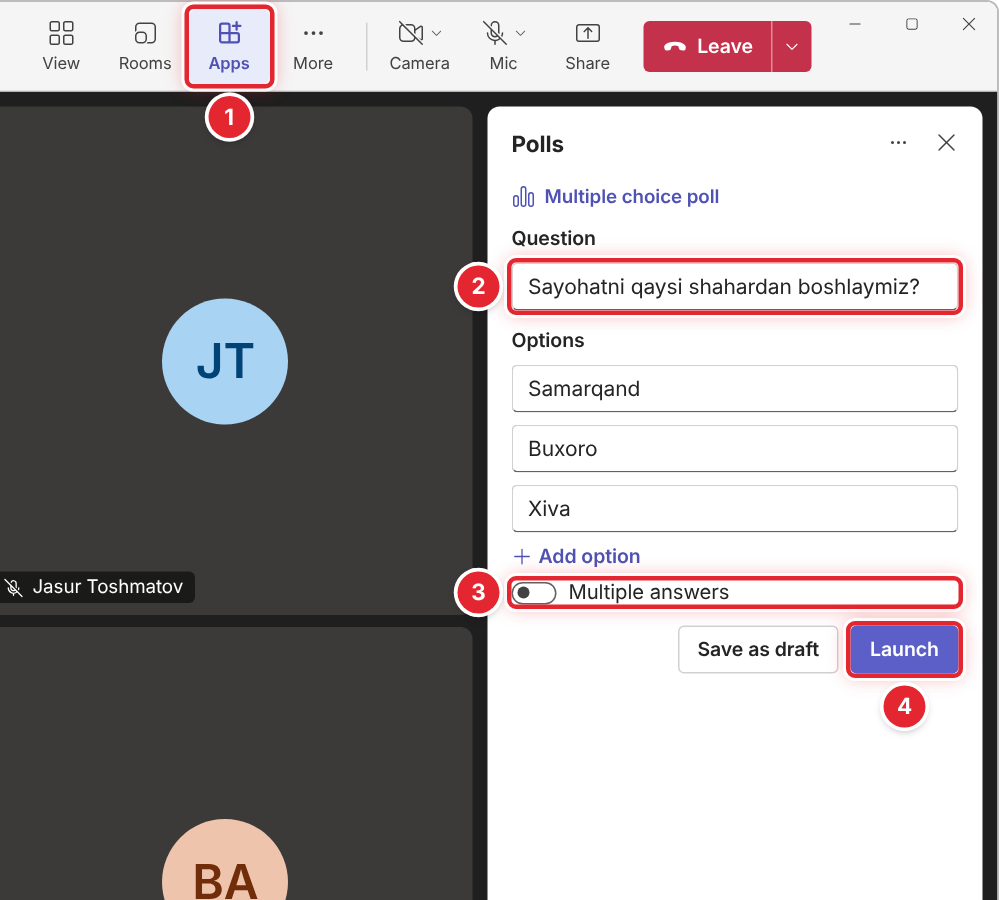 View
Rooms
Apps
More
Camera
Mic
Share
Leave
1
Polls
Multiple choice poll
Question
2
Sayohatni qaysi shahardan boshlaymiz?
Options
JT
Samarqand
Buxoro
Xiva
Add option
Jasur Toshmatov
3
Multiple answers
Save as draft
Launch
4
BA